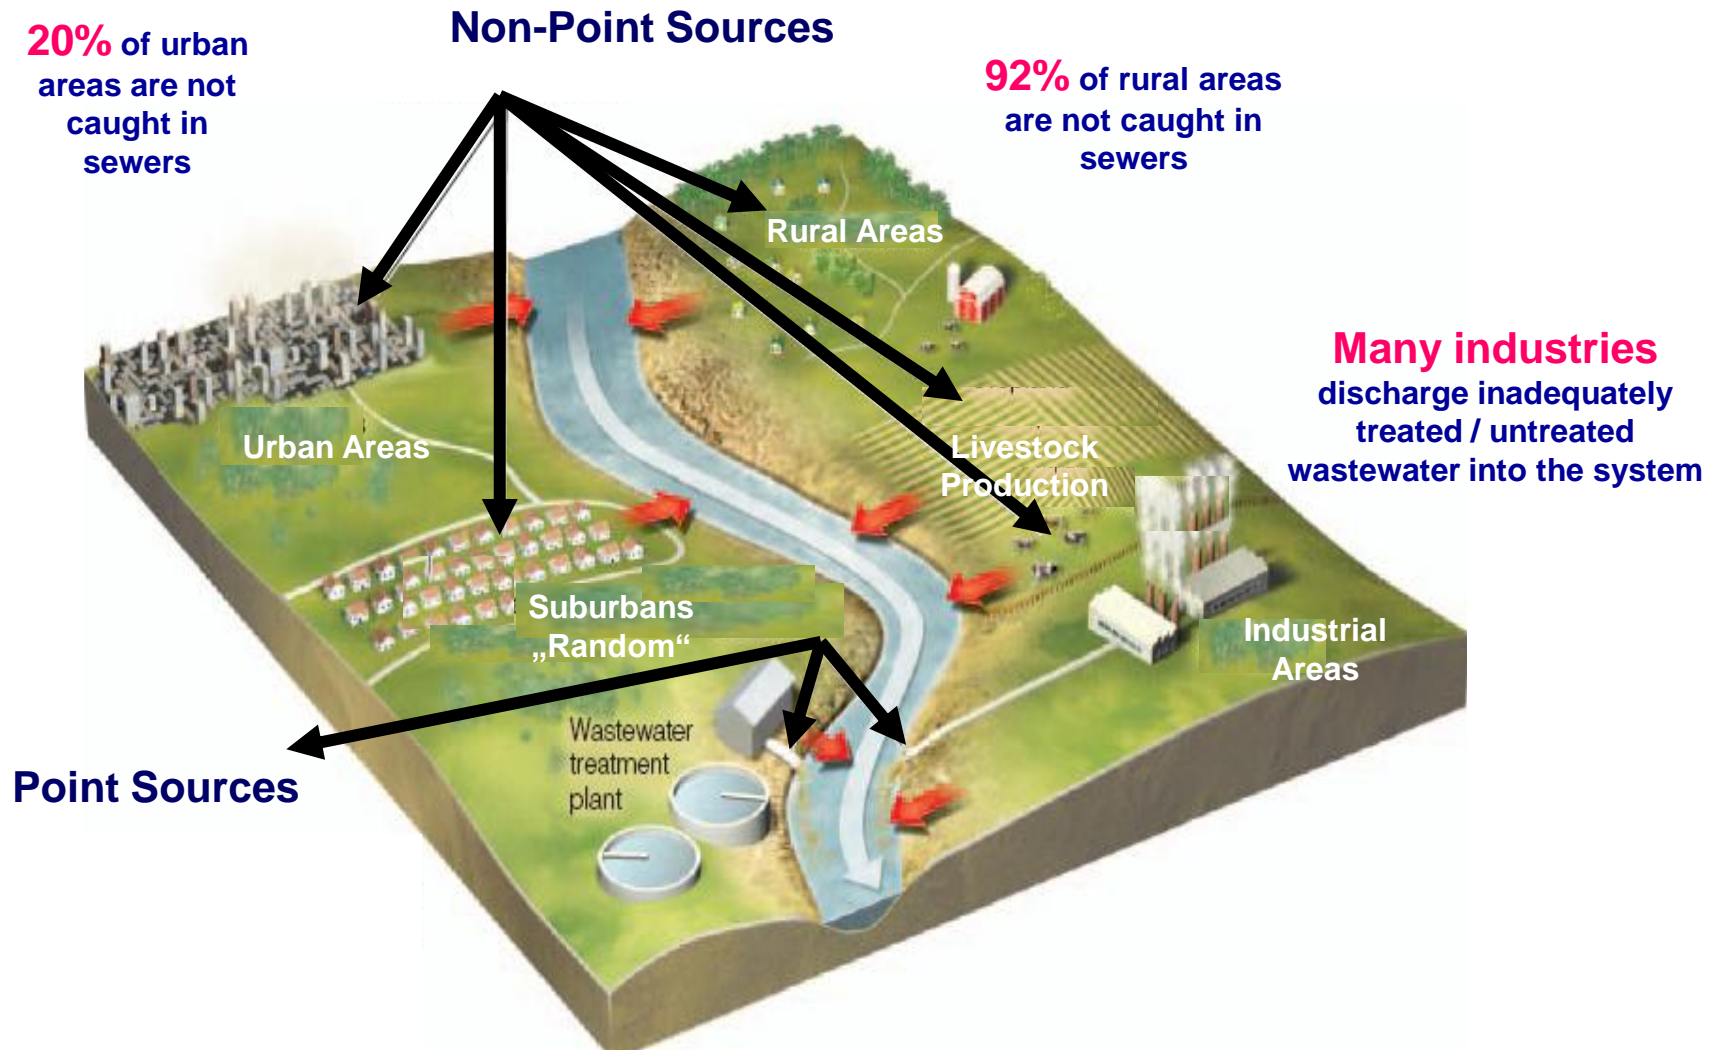 Non-Point Sources
20% of urban
areas are not
caught in
sewers
92% of rural areas
are not caught in
sewers
Rural Areas
Many industries
discharge inadequately
treated / untreated
wastewater into the system
Urban Areas
Livestock
Production
Suburbans
„Random“
Industrial
Areas
Wastewater
treatment
plant
Point Sources